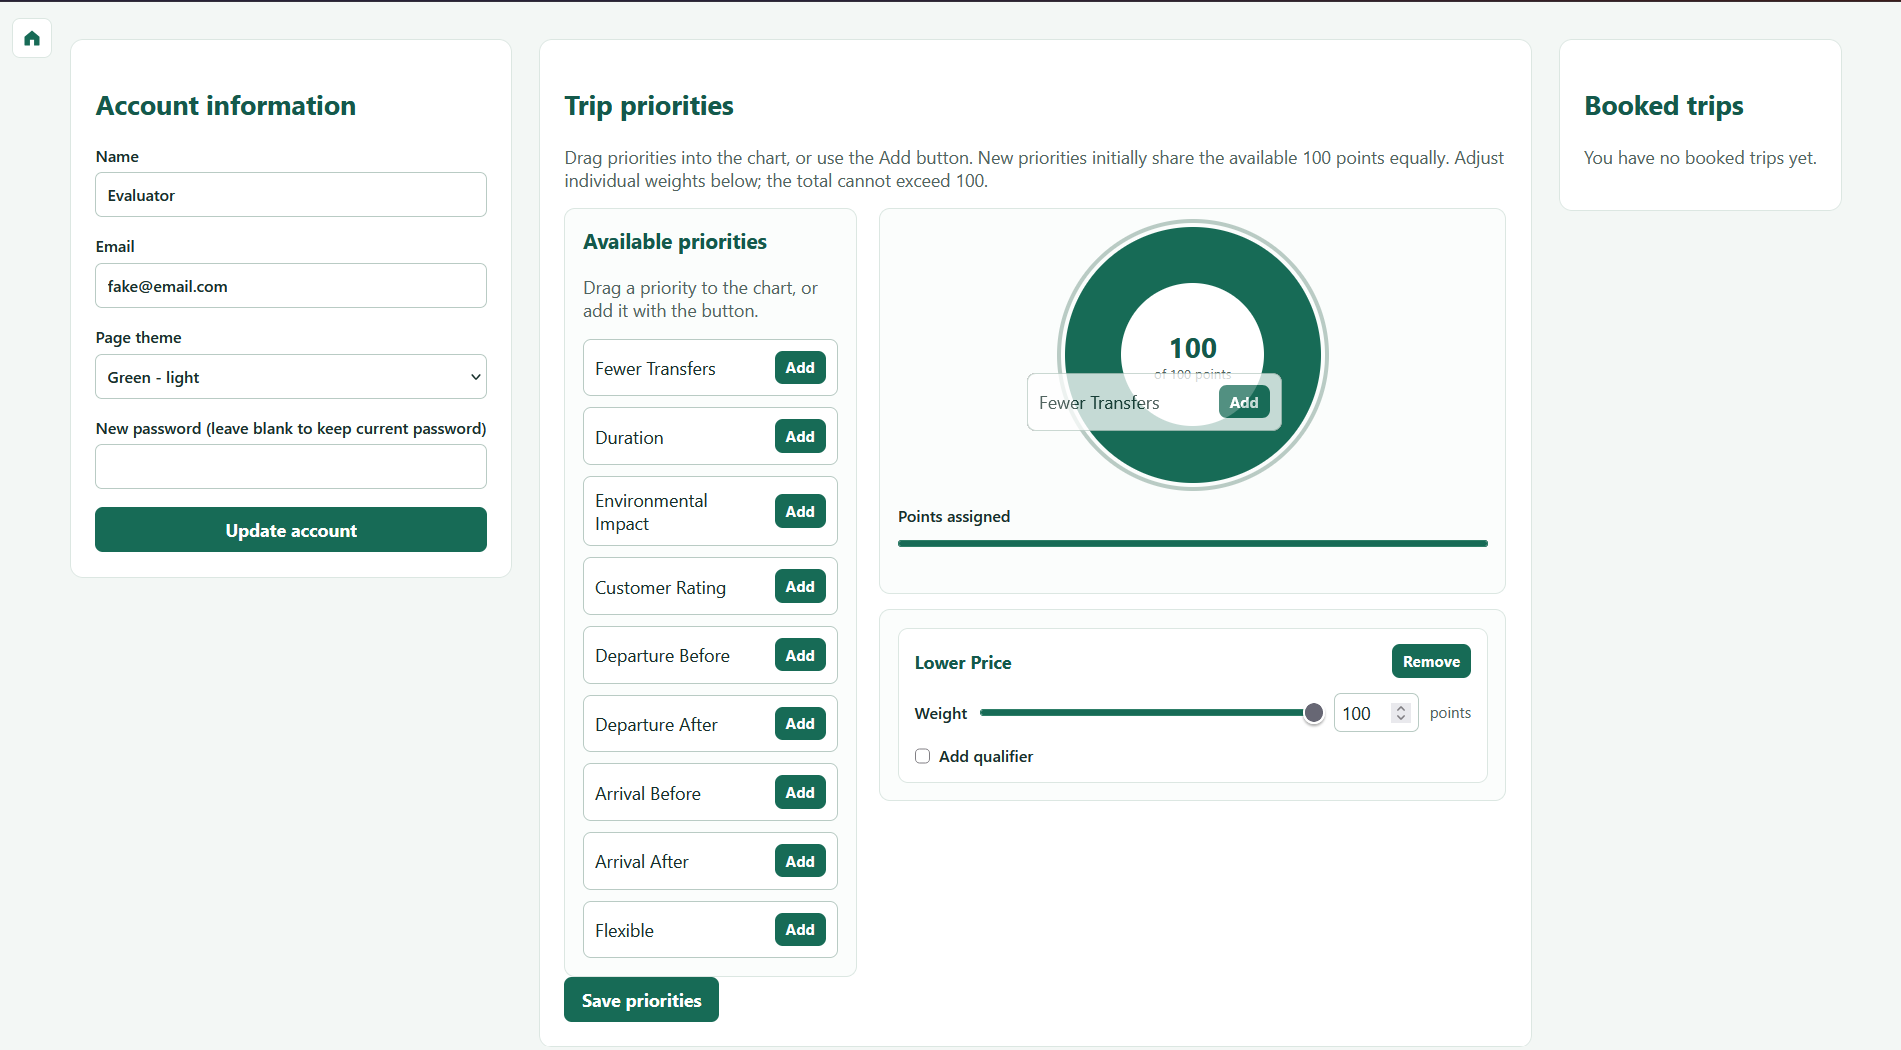 Account information
Name
Evaluator
Email
fake@email.com
Page theme
Green - light
New password (leave blank to keep current password)
Update account
Trip priorities
Drag priorities into the chart, or use the Add button. New priorities initially share the available 100 points equally. Adjust
individual weights below; the total cannot exceed 100.
Available priorities
Drag a priority to the chart, or
add it with the button.
Fewer Transfers Add
Duration Add
Environmental
Impact Add
Customer Rating Add
Departure Before Add
Departure After Add
Arrival Before Add
Arrival After Add
Flexible Add
Save priorities
100
of 100 points
Fewer Transfers Add
Points assigned
Lower Price Remove
Weight 100 points
Add qualifier
Booked trips
You have no booked trips yet.